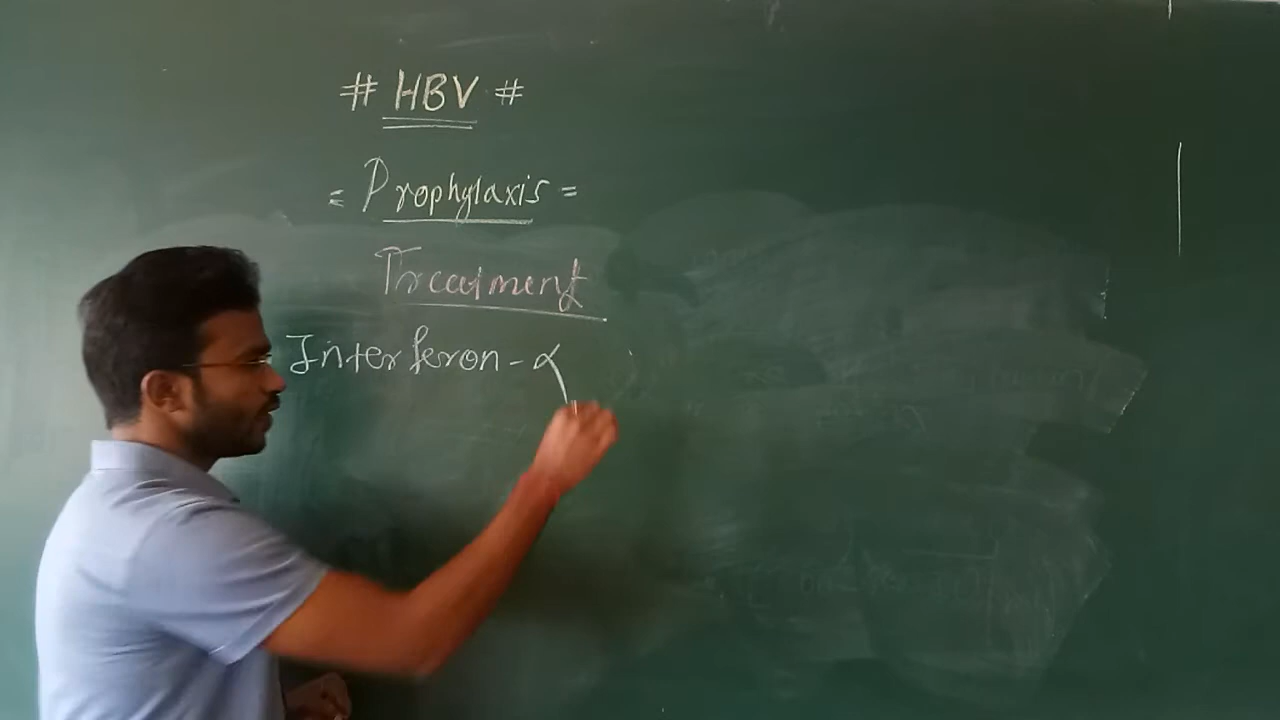 # HBV #
= Prophylaxis =
Treatment
Interferon-α